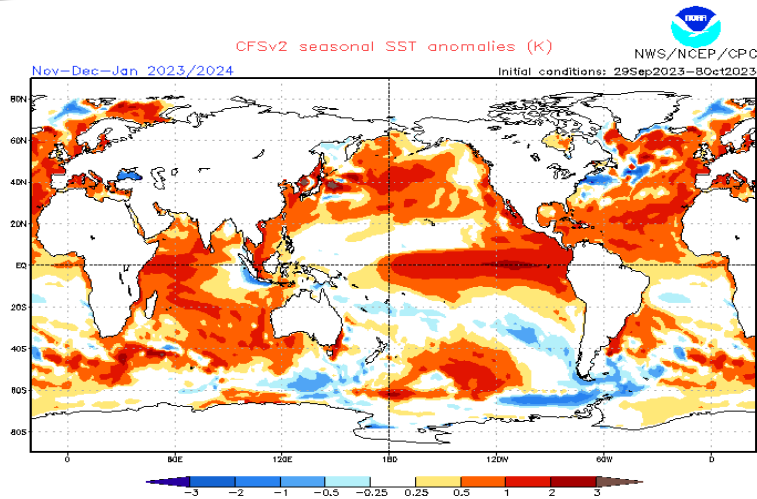 NOAA
CFSv2 seasonal SST anomalies (K)
NWS/NCEP/CPC
Nov-Dec-Jan 2023/2024
Initial conditions: 29Sep2023-8Oct2023
80N
60N
40N
20N
EQ
20S
40S
60S
80S
0 60E 120E 180 120W 60W 0
-3 -2 -1 -0.5 -0.25 0.25 0.5 1 2 3